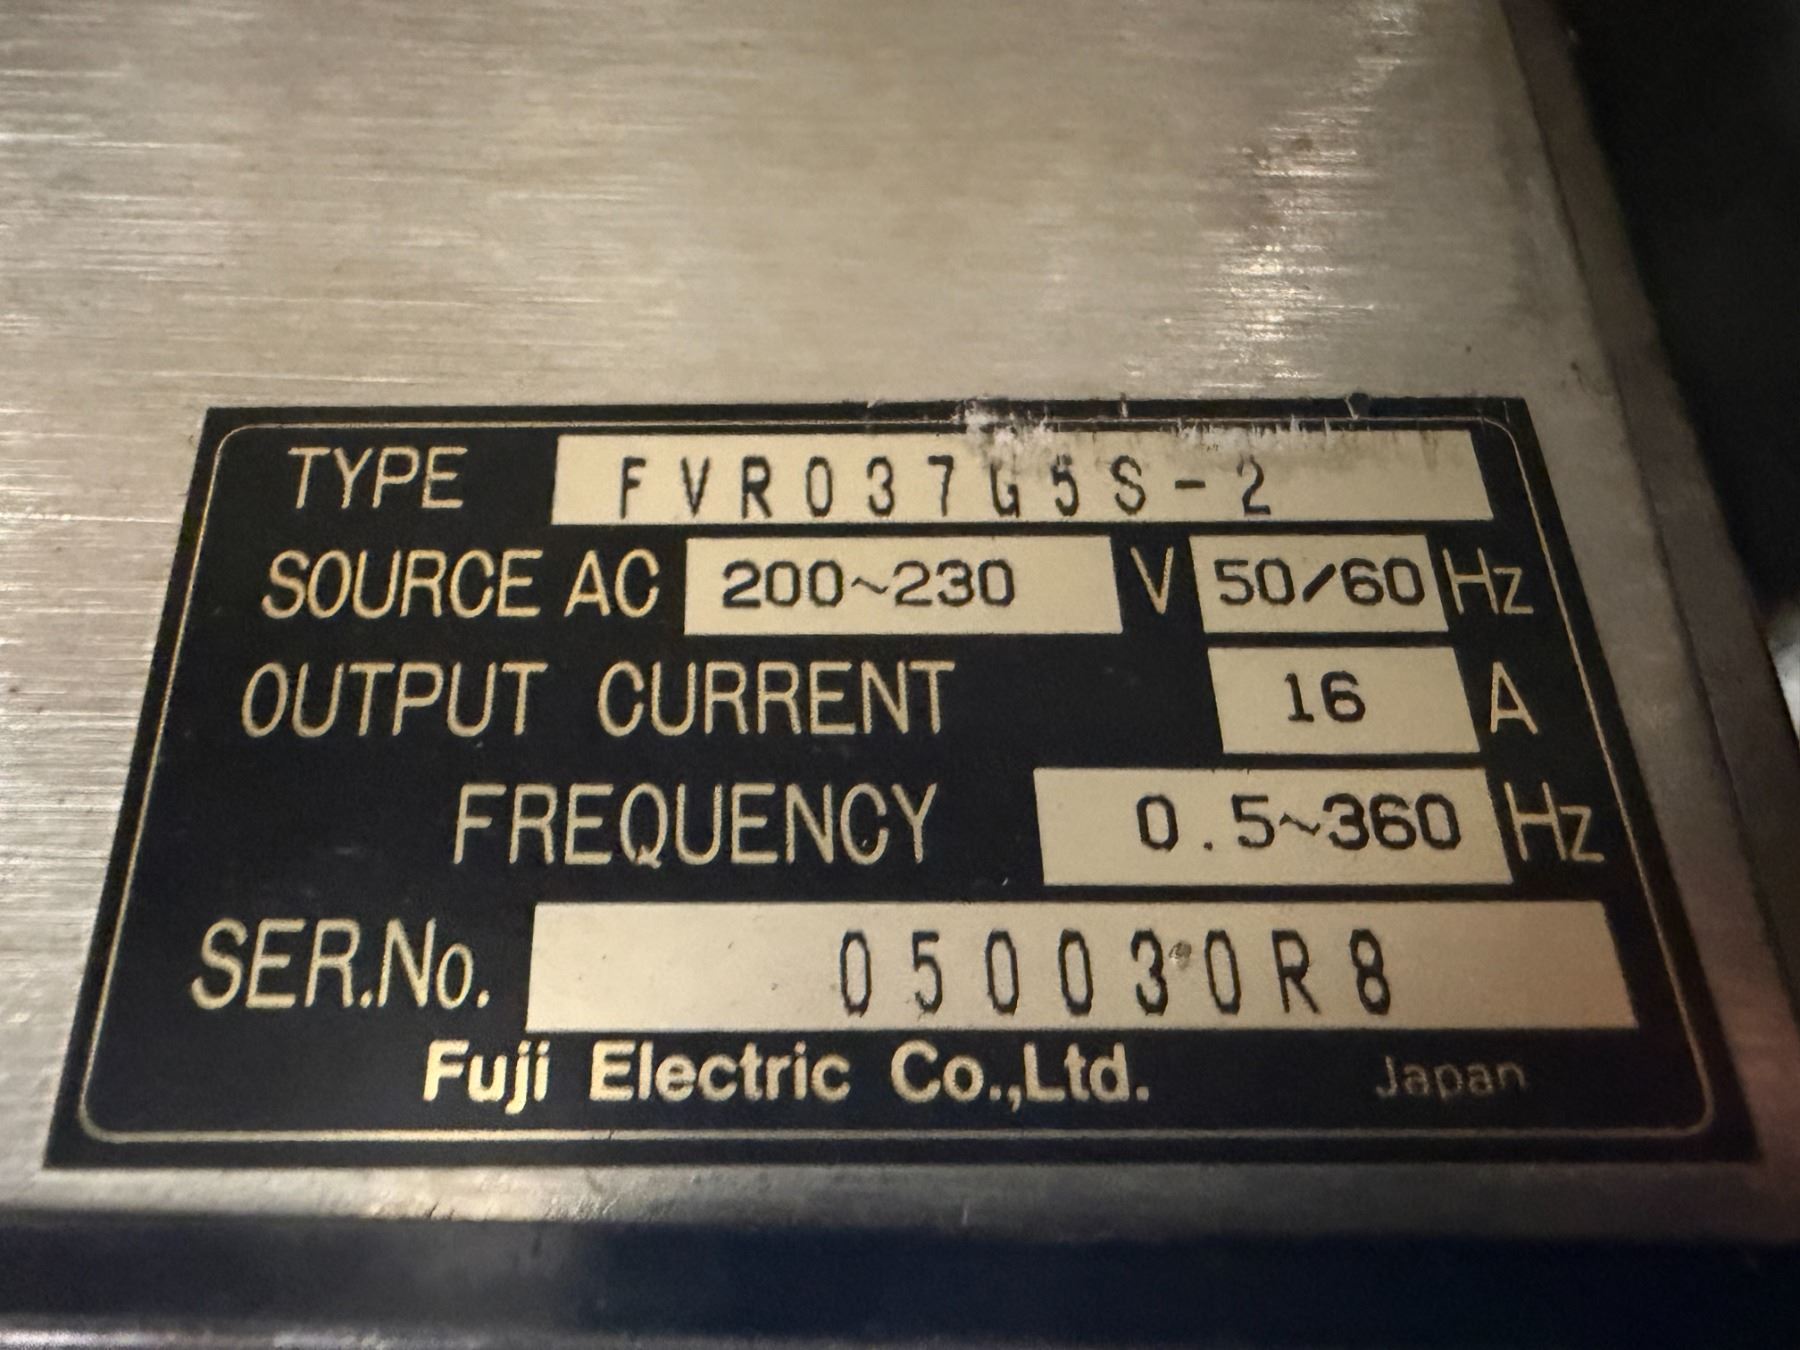 TYPE FVR037G5S-2
SOURCE AC 200~230 V 50/60 Hz
OUTPUT CURRENT 16 A
FREQUENCY 0.5~360 Hz
SER.No. 050030R8
Fuji Electric Co.,Ltd. Japan